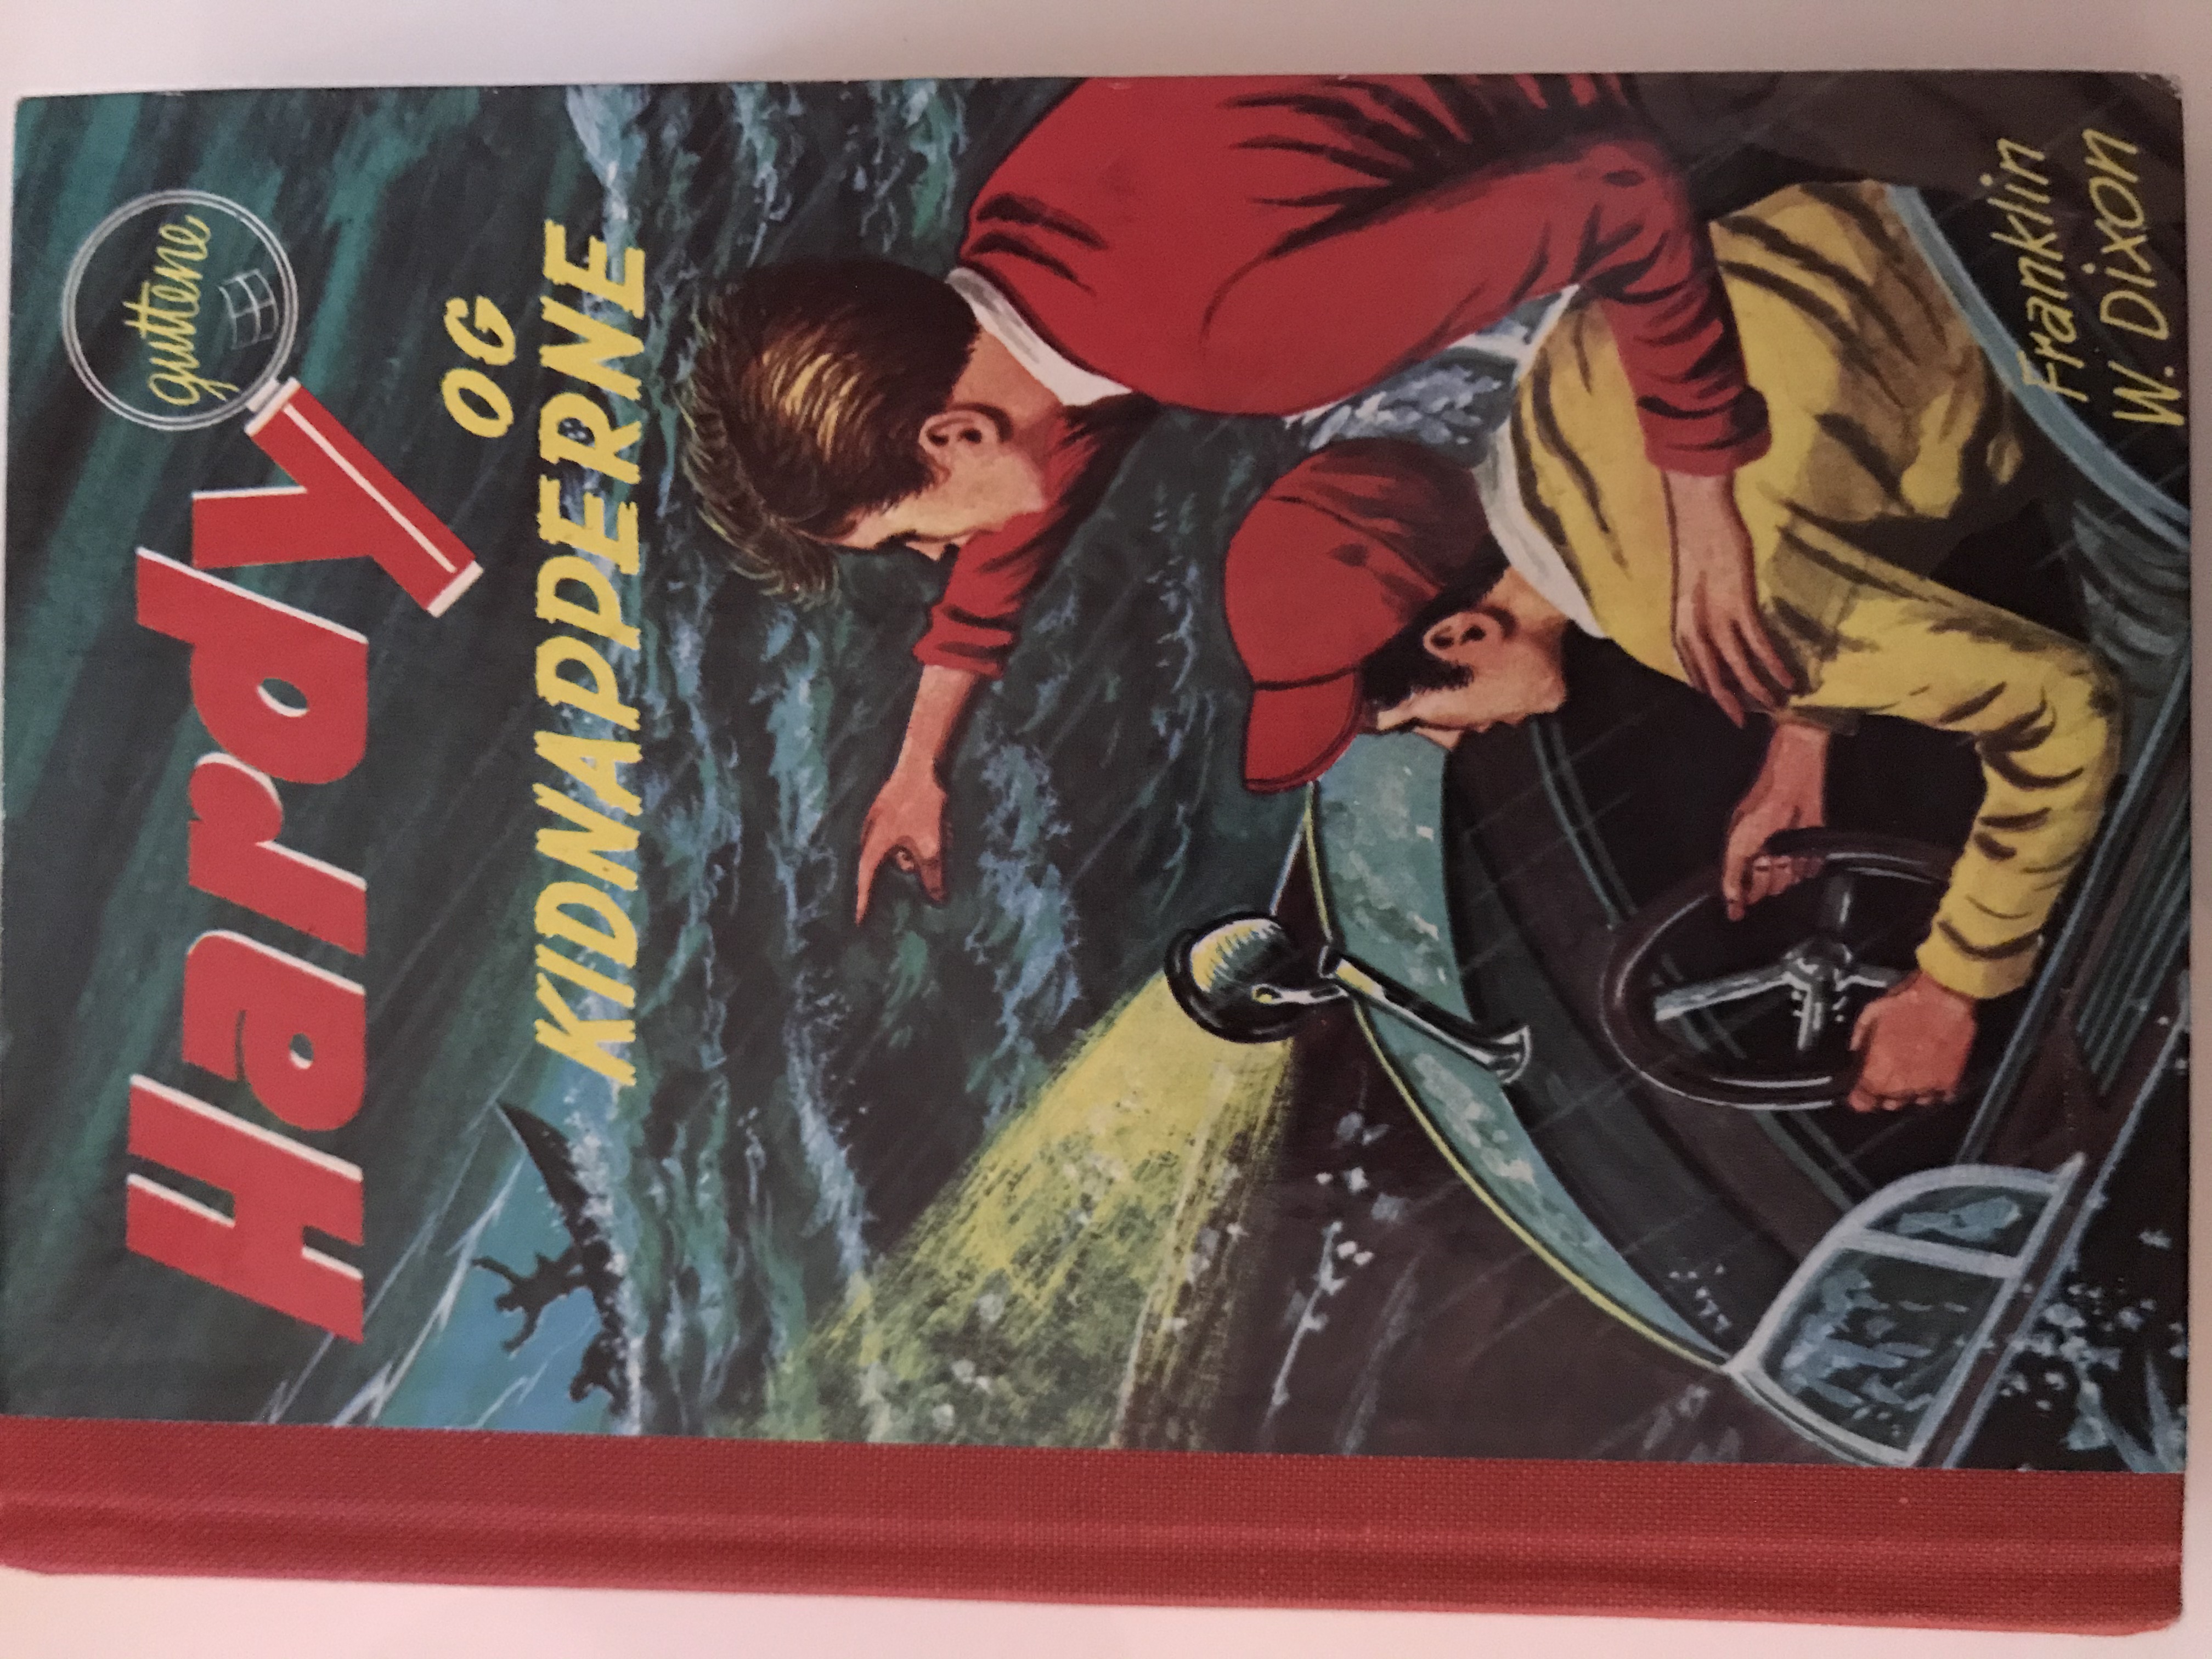 Hardy
guttene
OG
KIDNAPPERNE
Franklin
W. Dixon